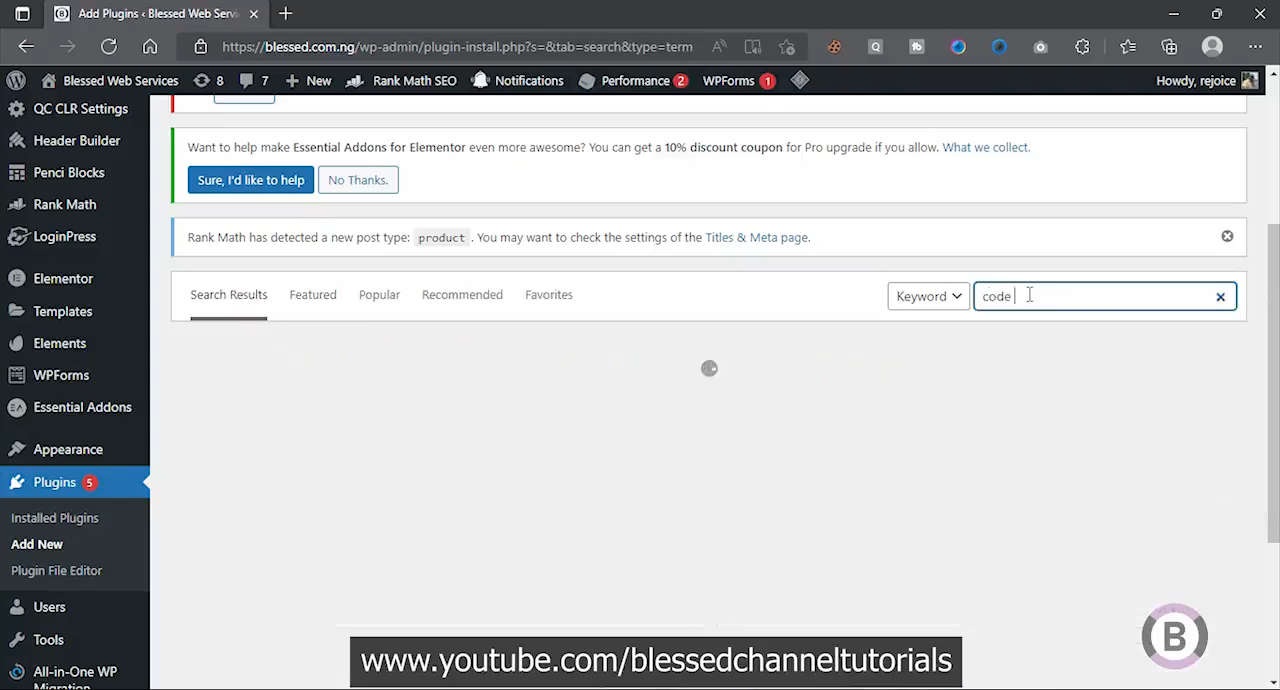 Add Plugins ‹ Blessed Web Servi
https://blessed.com.ng/wp-admin/plugin-install.php?s=&tab=search&type=term
Blessed Web Services
8
7
New
Rank Math SEO
Notifications
Performance 2
WPForms 1
Howdy, rejoice
QC CLR Settings
Header Builder
Penci Blocks
Rank Math
LoginPress
Elementor
Templates
Elements
WPForms
Essential Addons
Appearance
Plugins 5
Installed Plugins
Add New
Plugin File Editor
Users
Tools
All-in-One WP
Migration
Want to help make Essential Addons for Elementor even more awesome? You can get a 10% discount coupon for Pro upgrade if you allow. What we collect.
Sure, I'd like to help
No Thanks.
Rank Math has detected a new post type: product . You may want to check the settings of the Titles & Meta page.
Search Results
Featured
Popular
Recommended
Favorites
Keyword
code
B
www.youtube.com/blessedchanneltutorials